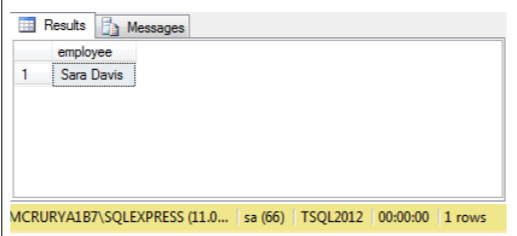 Results Messages
employee
1 Sara Davis
MCRURYA1B7\SQLEXPRESS (11.0... sa (66) TSQL2012 00:00:00 1 rows